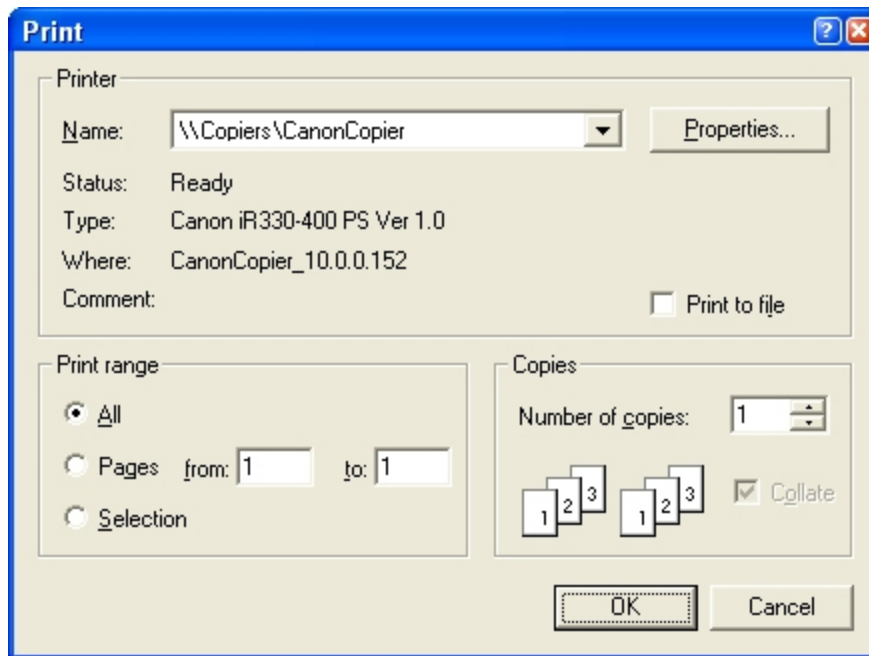 Print
Printer
Name: \\Copiers\CanonCopier Properties...
Status: Ready
Type: Canon iR330-400 PS Ver 1.0
Where: CanonCopier_10.0.0.152
Comment: Print to file
Print range
All
Pages from: 1 to: 1
Selection
Copies
Number of copies: 1
1 2 3 1 2 3 Collate
OK Cancel